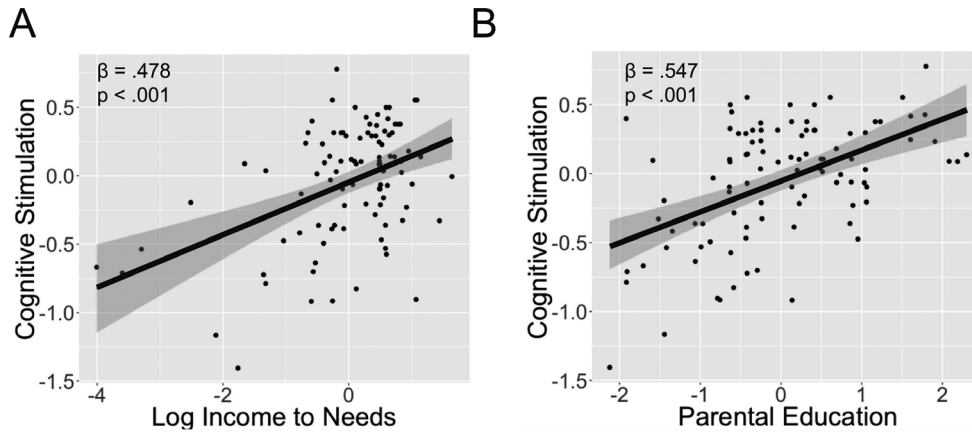 A
β = .478
p < .001
Cognitive Stimulation
0.5
0.0
-0.5
-1.0
-1.5
-4
-2
0
Log Income to Needs
B
β = .547
p < .001
Cognitive Stimulation
0.5
0.0
-0.5
-1.0
-1.5
-2
-1
0
1
2
Parental Education